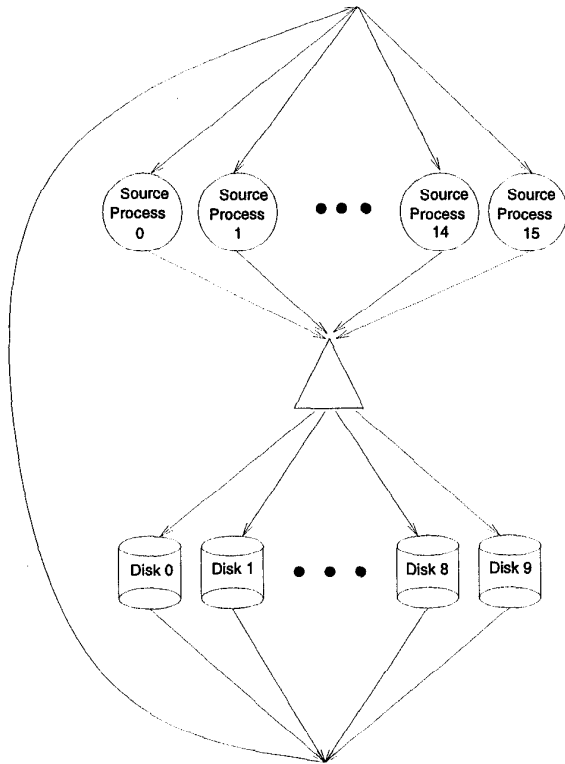 Source
Process
0
Source
Process
1
Source
Process
14
Source
Process
15
Disk 0
Disk 1
Disk 8
Disk 9